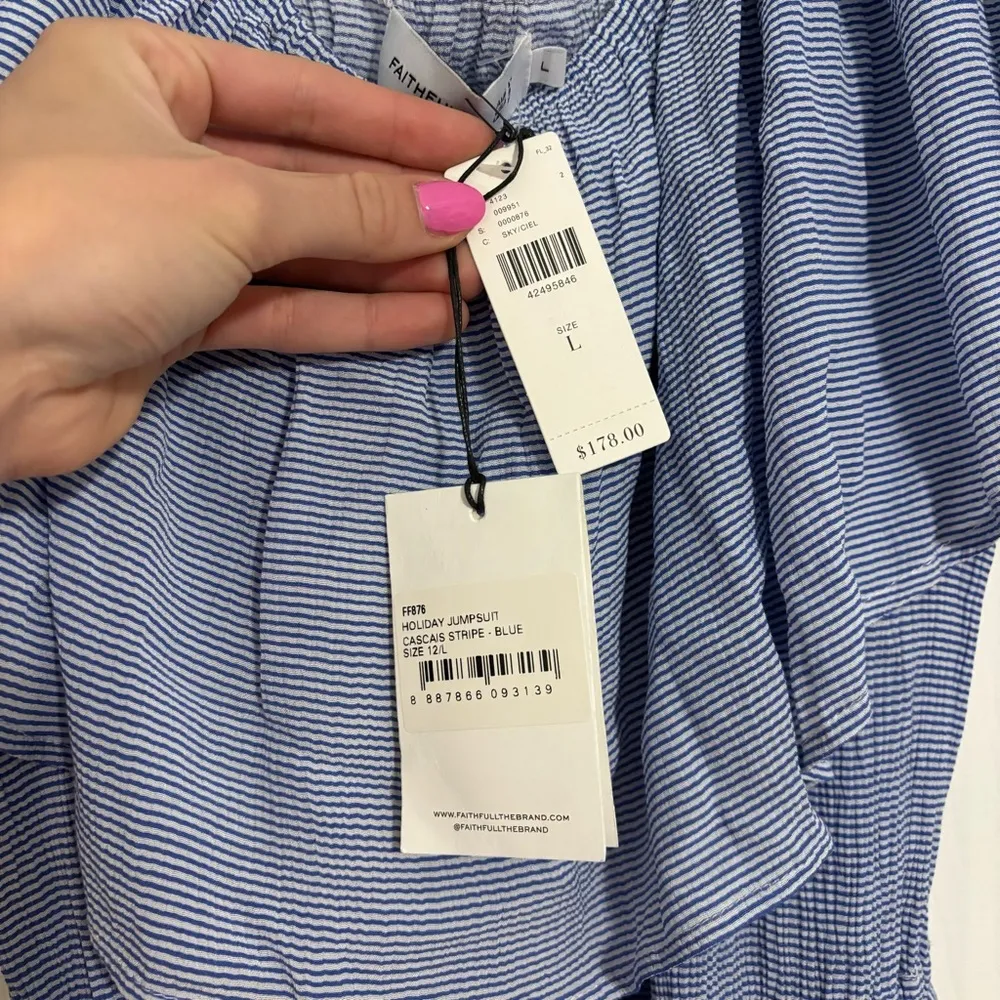 FAITHFU
L
FL_32
2
4123
009951
S: 0000876
C: SKY/CIEL
42495846
SIZE
L
$178.00
FF876
HOLIDAY JUMPSUIT
CASCAIS STRIPE - BLUE
SIZE 12/L
8 887866 093139
WWW.FAITHFULLTHEBRAND.COM
@FAITHFULLTHEBRAND